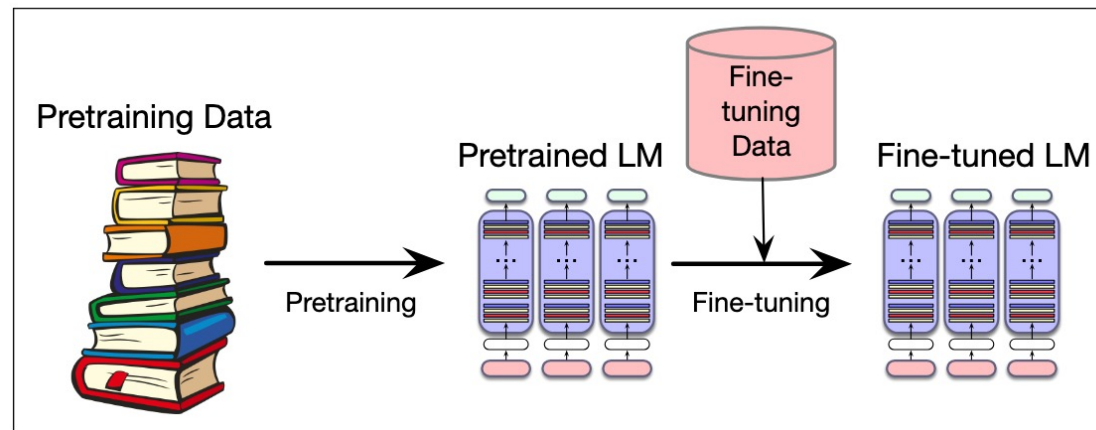 Pretraining Data
Pretraining
Pretrained LM
...
...
...
Fine-
tuning
Data
Fine-tuning
Fine-tuned LM
...
...
...